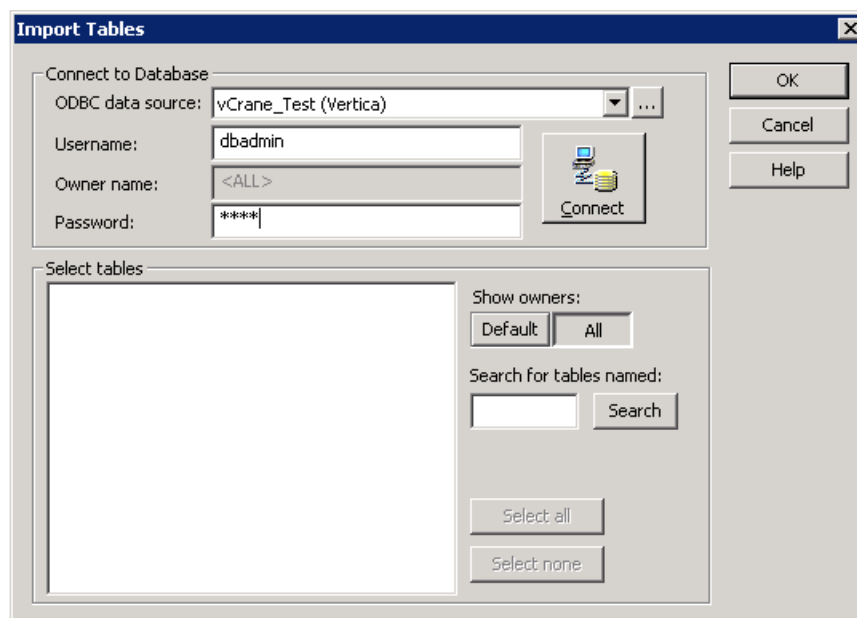 Import Tables
Connect to Database
ODBC data source: vCrane_Test (Vertica) ...
Username: dbadmin
Owner name: <ALL>
Password: ****
Connect
OK
Cancel
Help
Select tables
Show owners:
Default All
Search for tables named:
Search
Select all
Select none